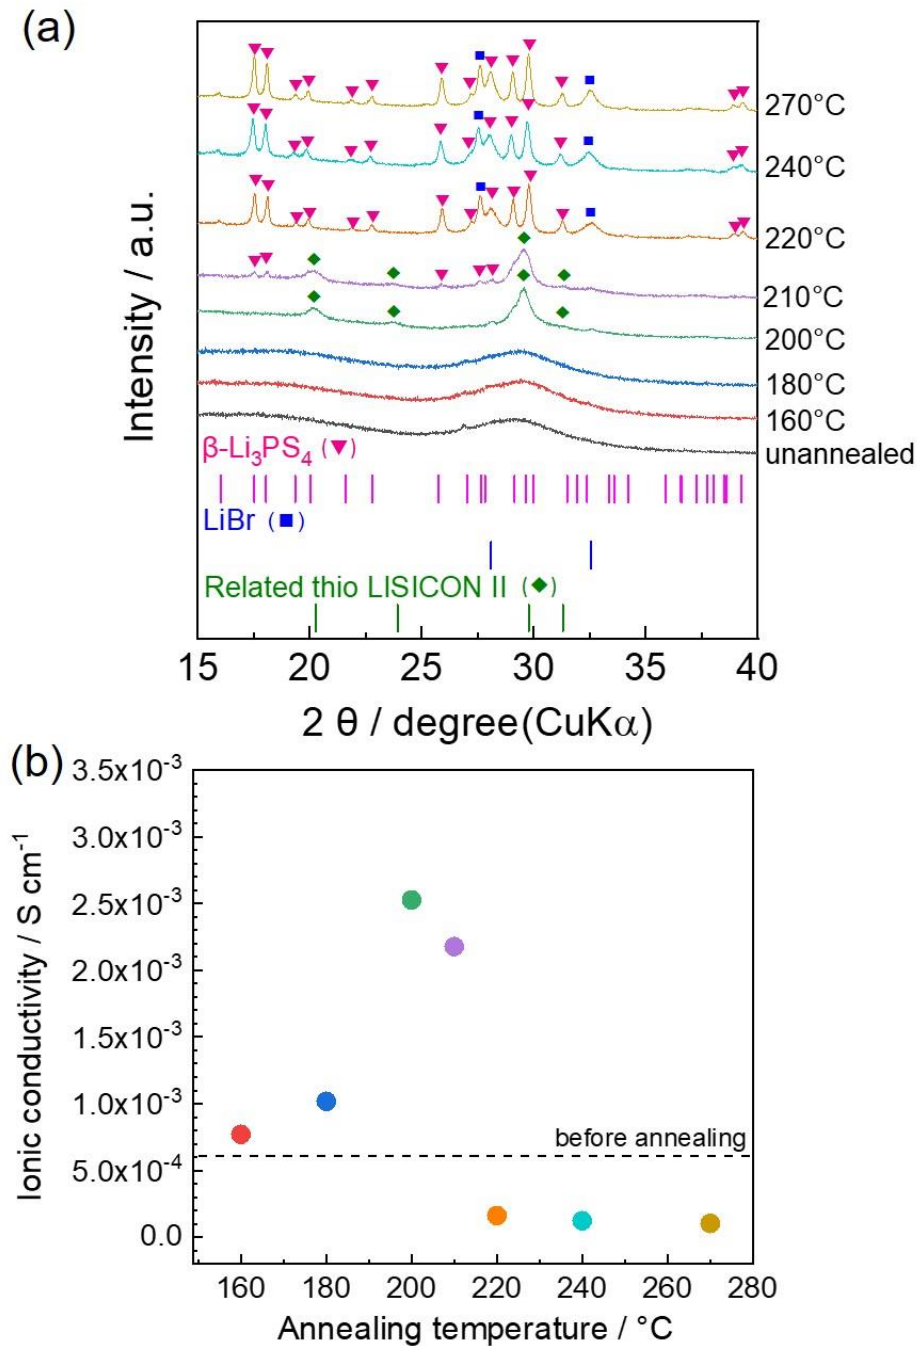 (a)
Intensity / a.u.
270°C
240°C
220°C
210°C
200°C
180°C
160°C
unannealed
β-Li₃PS₄ (▼)
LiBr (■)
Related thio LISICON II (◆)
15 20 25 30 35 40
2 θ / degree(CuKα)
(b)
Ionic conductivity / S cm⁻¹
3.5x10⁻³
3.0x10⁻³
2.5x10⁻³
2.0x10⁻³
1.5x10⁻³
1.0x10⁻³
before annealing
5.0x10⁻⁴
0.0
160 180 200 220 240 260 280
Annealing temperature / °C